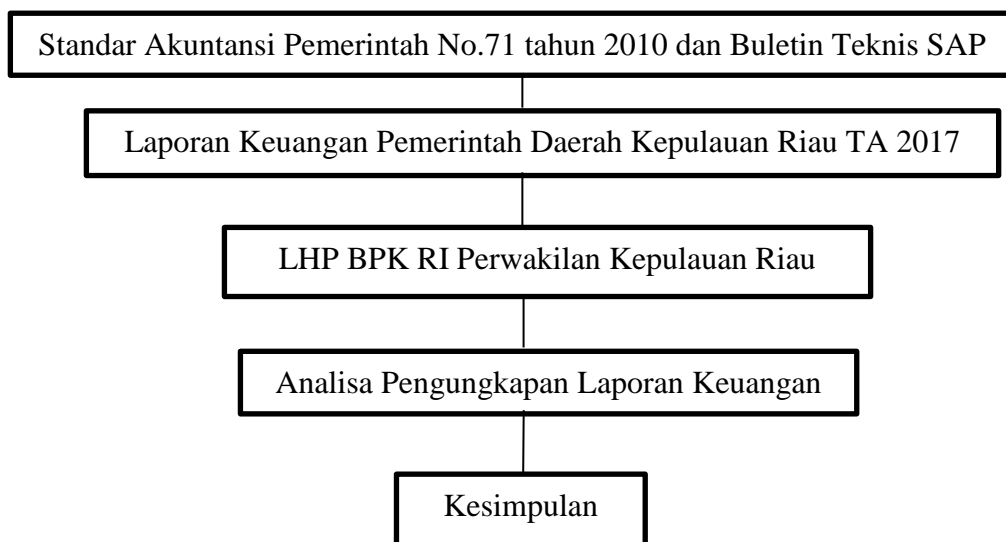 Standar Akuntansi Pemerintah No.71 tahun 2010 dan Buletin Teknis SAP
Laporan Keuangan Pemerintah Daerah Kepulauan Riau TA 2017
LHP BPK RI Perwakilan Kepulauan Riau
Analisa Pengungkapan Laporan Keuangan
Kesimpulan